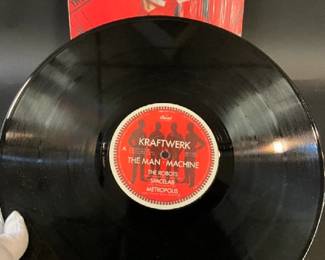 Capitol
KRAFTWERK
A
THE MAN · MACHINE
THE ROBOTS
SPACELAB
METROPOLIS